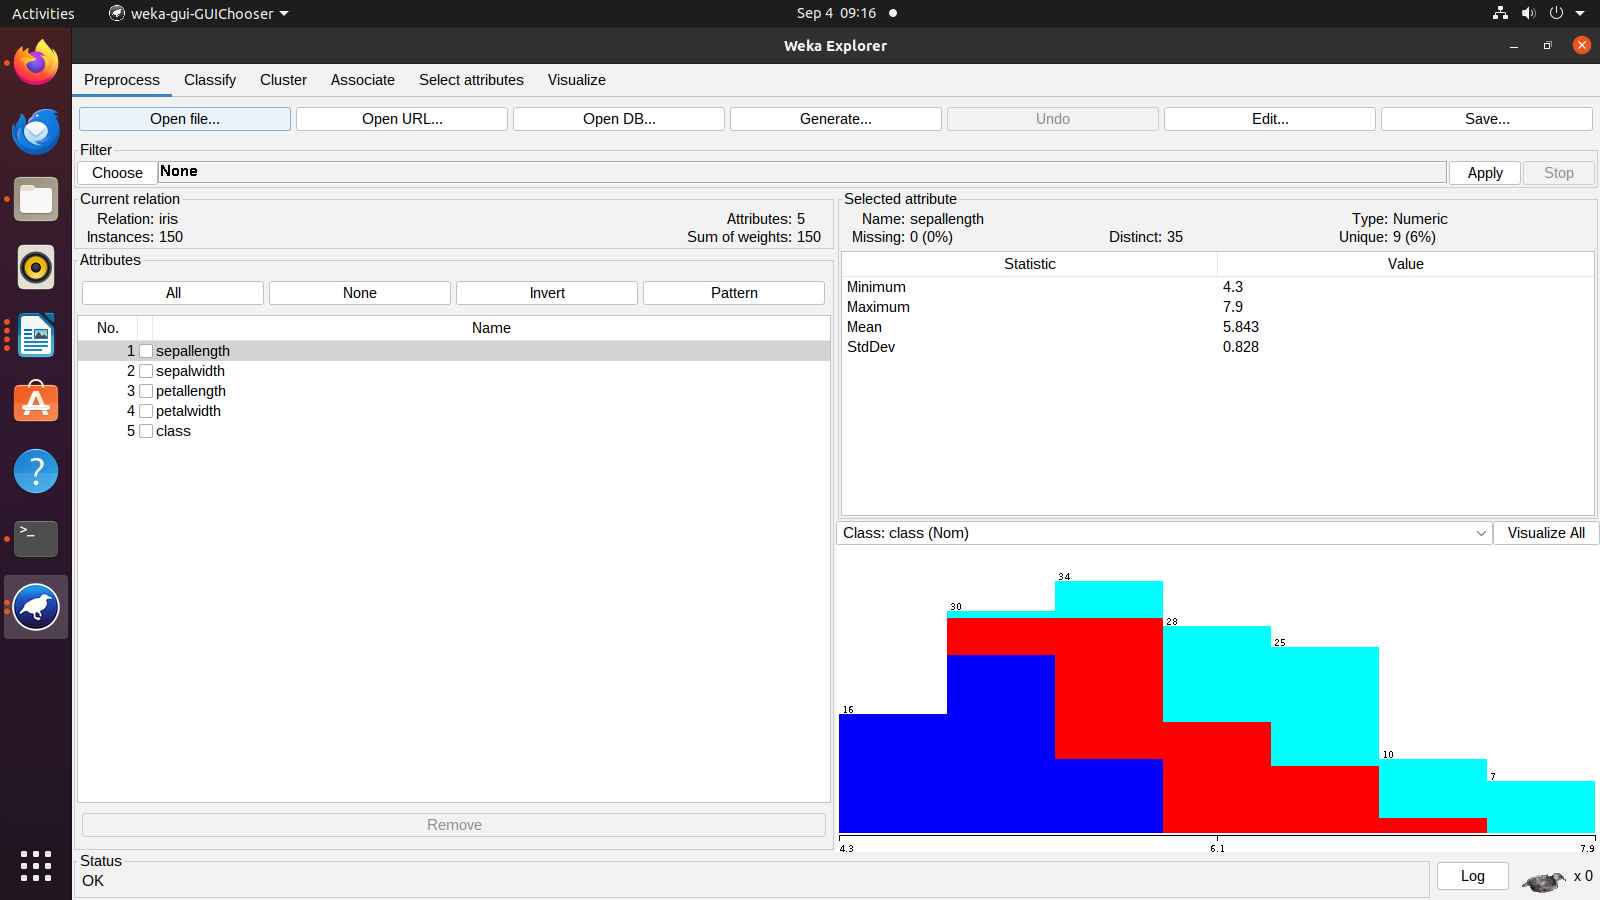 Activities weka-gui-GUIChooser Sep 4 09:16
Weka Explorer
Preprocess Classify Cluster Associate Select attributes Visualize
Open file... Open URL... Open DB... Generate... Undo Edit... Save...
Filter
Choose None Apply Stop
Current relation
Relation: iris Attributes: 5
Instances: 150 Sum of weights: 150
Attributes
All None Invert Pattern
No. Name
1 sepallength
2 sepalwidth
3 petallength
4 petalwidth
5 class
Remove
Selected attribute
Name: sepallength Type: Numeric
Missing: 0 (0%) Distinct: 35 Unique: 9 (6%)
Statistic Value
Minimum 4.3
Maximum 7.9
Mean 5.843
StdDev 0.828
Class: class (Nom) Visualize All
34
30
28
25
16
10
7
4.3 6.1 7.9
Status
OK
Log x 0